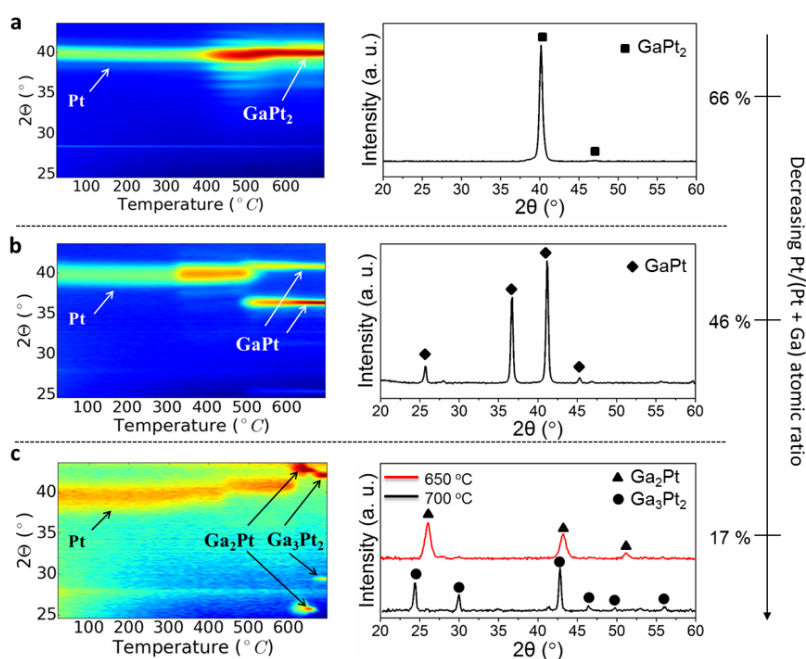 a
2Θ (°)
40
35
30
25
Pt
GaPt₂
100 200 300 400 500 600
Temperature (°C)
Intensity (a. u.)
■ GaPt₂
20 25 30 35 40 45 50 55 60
2θ (°)
66 %
b
2Θ (°)
40
35
30
25
Pt
GaPt
100 200 300 400 500 600
Temperature (°C)
Intensity (a. u.)
◆ GaPt
20 25 30 35 40 45 50 55 60
2θ (°)
46 %
c
2Θ (°)
40
35
30
25
Pt
Ga₂Pt
Ga₃Pt₂
100 200 300 400 500 600
Temperature (°C)
Intensity (a. u.)
650 °C
700 °C
▲ Ga₂Pt
● Ga₃Pt₂
20 25 30 35 40 45 50 55 60
2θ (°)
17 %
Decreasing Pt/(Pt + Ga) atomic ratio